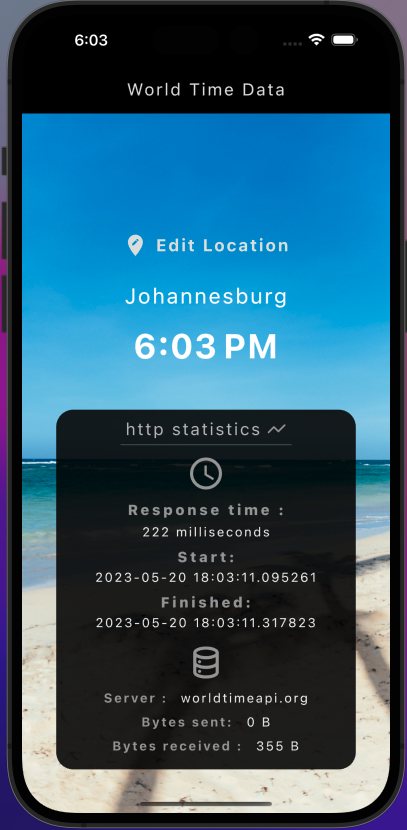 6:03
World Time Data
Edit Location
Johannesburg
6:03 PM
http statistics
Response time :
222 milliseconds
Start:
2023-05-20 18:03:11.095261
Finished:
2023-05-20 18:03:11.317823
Server : worldtimeapi.org
Bytes sent: 0 B
Bytes received : 355 B